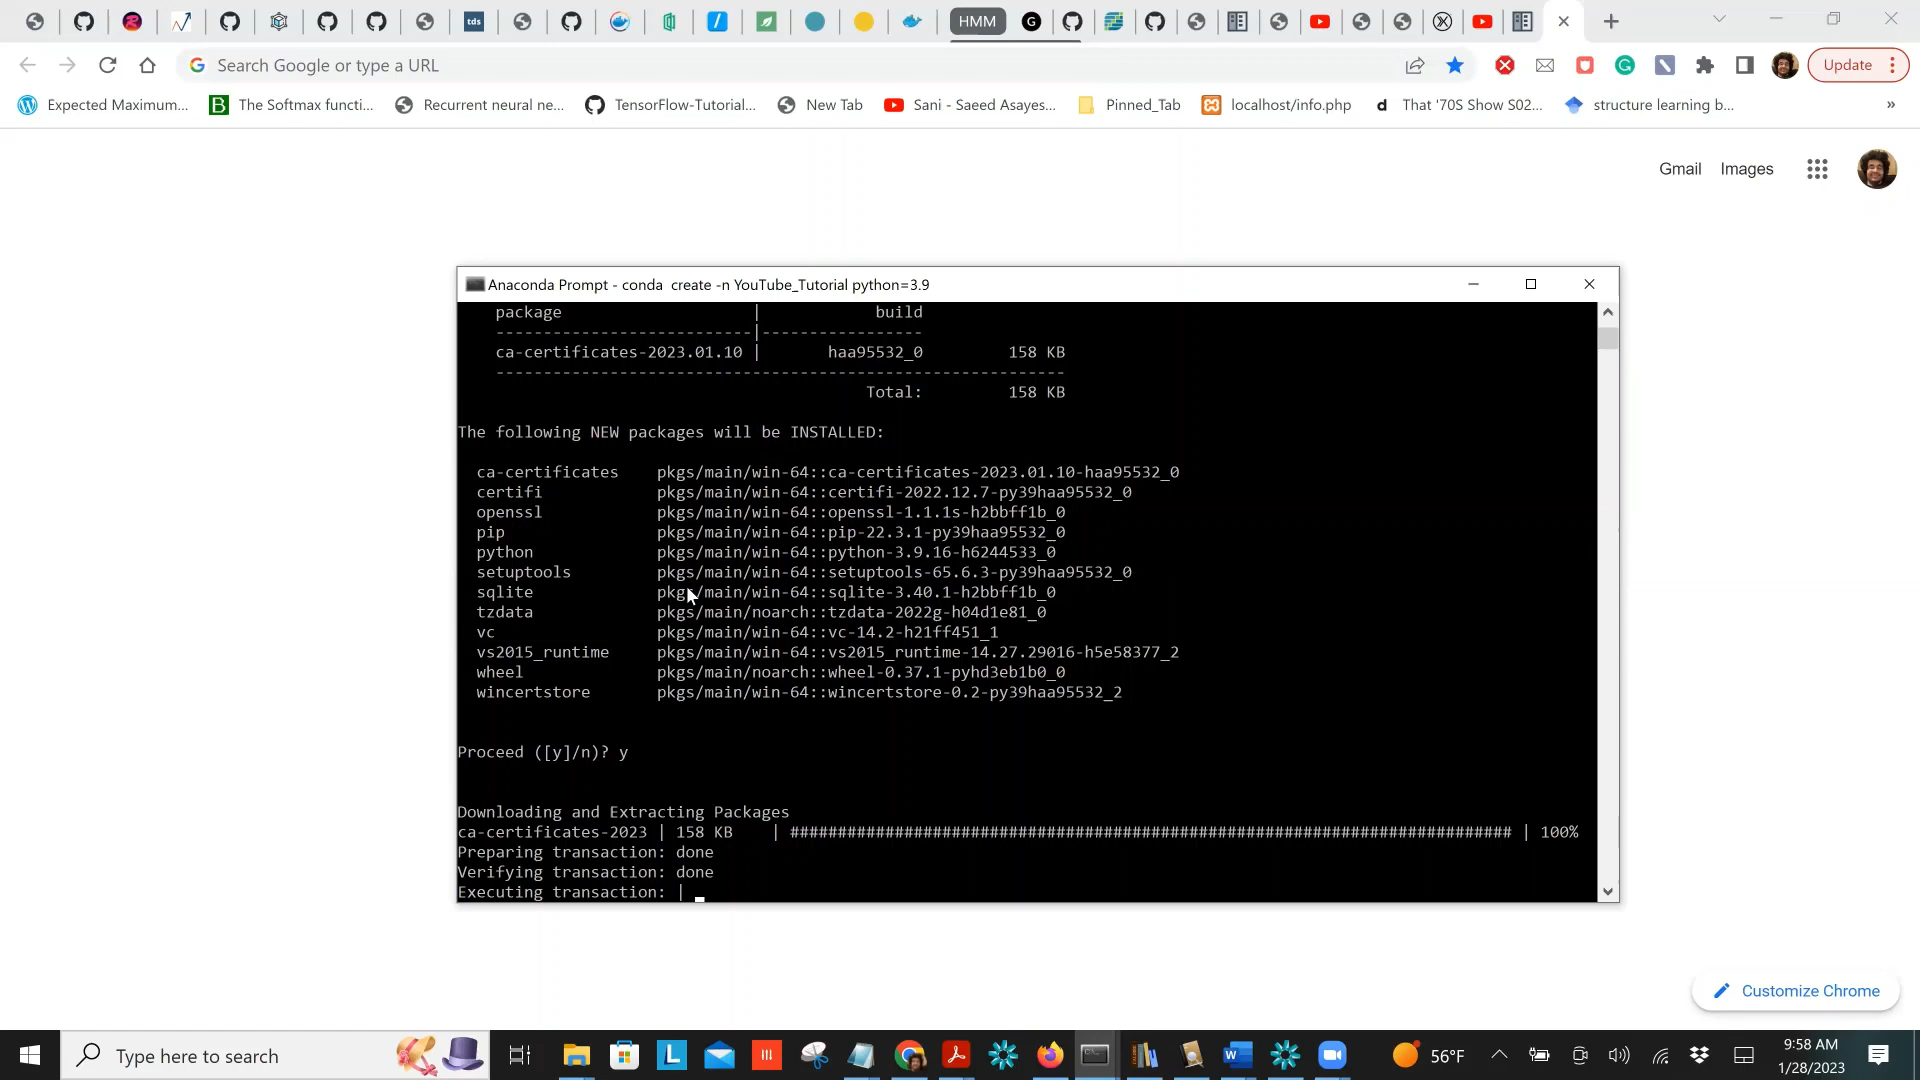 tds
HMM
G
Search Google or type a URL
Update
Expected Maximum...
The Softmax functi...
Recurrent neural ne...
TensorFlow-Tutorial...
New Tab
Sani - Saeed Asayes...
Pinned_Tab
localhost/info.php
d That '70S Show S02...
structure learning b...
»
Gmail
Images
Anaconda Prompt - conda  create -n YouTube_Tutorial python=3.9
package | build
---------------------------|-----------------
ca-certificates-2023.01.10 | haa95532_0 158 KB
------------------------------------------------------------
Total: 158 KB
The following NEW packages will be INSTALLED:
ca-certificates pkgs/main/win-64::ca-certificates-2023.01.10-haa95532_0
certifi pkgs/main/win-64::certifi-2022.12.7-py39haa95532_0
openssl pkgs/main/win-64::openssl-1.1.1s-h2bbff1b_0
pip pkgs/main/win-64::pip-22.3.1-py39haa95532_0
python pkgs/main/win-64::python-3.9.16-h6244533_0
setuptools pkgs/main/win-64::setuptools-65.6.3-py39haa95532_0
sqlite pkgs/main/win-64::sqlite-3.40.1-h2bbff1b_0
tzdata pkgs/main/noarch::tzdata-2022g-h04d1e81_0
vc pkgs/main/win-64::vc-14.2-h21ff451_1
vs2015_runtime pkgs/main/win-64::vs2015_runtime-14.27.29016-h5e58377_2
wheel pkgs/main/noarch::wheel-0.37.1-pyhd3eb1b0_0
wincertstore pkgs/main/win-64::wincertstore-0.2-py39haa95532_2
Proceed ([y]/n)? y
Downloading and Extracting Packages
ca-certificates-2023 | 158 KB | ############################################################################ | 100%
Preparing transaction: done
Verifying transaction: done
Executing transaction: |
Customize Chrome
Type here to search
56°F
9:58 AM
1/28/2023